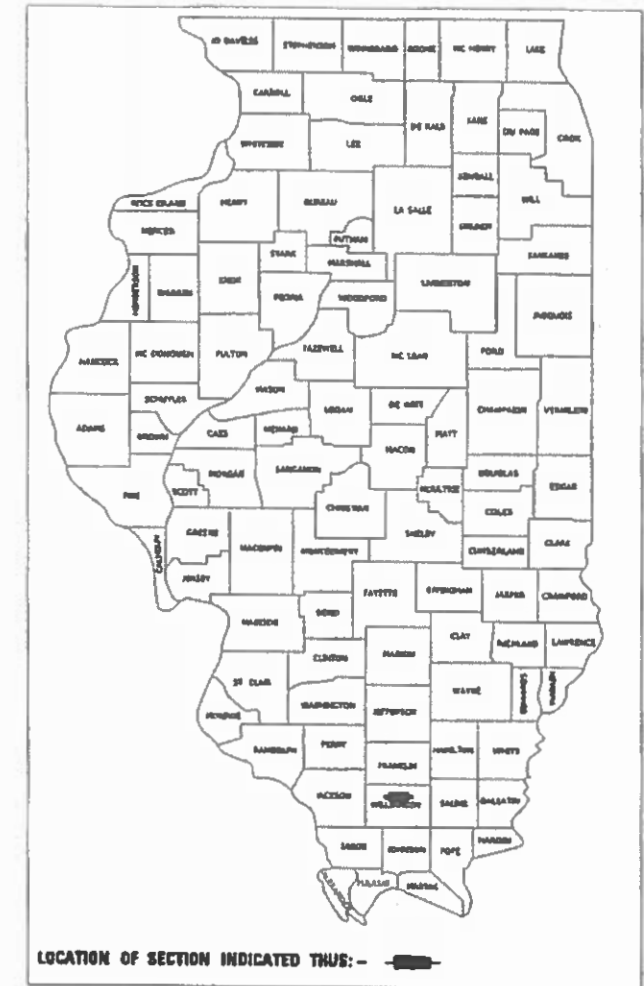 JO DAVIESS STEPHENSON WINNEBAGO BOONE MC HENRY LAKE
CARROLL OGLE DE KALB KANE DU PAGE COOK
WHITESIDE LEE
KENDALL
ROCK ISLAND HENRY BUREAU LA SALLE WILL
MERCER PUTNAM GRUNDY
STARK MARSHALL KANKAKEE
HENDERSON WARREN KNOX PEORIA WOODFORD LIVINGSTON
IROQUOIS
HANCOCK MC DONOUGH FULTON TAZEWELL MC LEAN FORD
MASON
SCHUYLER LOGAN DE WITT CHAMPAIGN VERMILION
ADAMS BROWN CASS MENARD MACON PIATT
PIKE SCOTT MORGAN SANGAMON MOULTRIE DOUGLAS EDGAR
CHRISTIAN COLES
GREENE MACOUPIN MONTGOMERY SHELBY CUMBERLAND CLARK
CALHOUN JERSEY
FAYETTE EFFINGHAM JASPER CRAWFORD
MADISON BOND
CLAY RICHLAND LAWRENCE
CLINTON MARION
ST CLAIR WAYNE EDWARDS WABASH
WASHINGTON JEFFERSON
MONROE
RANDOLPH PERRY HAMILTON WHITE
FRANKLIN
JACKSON WILLIAMSON SALINE GALLATIN
UNION JOHNSON POPE HARDIN
ALEXANDER PULASKI MASSAC
LOCATION OF SECTION INDICATED THUS: -